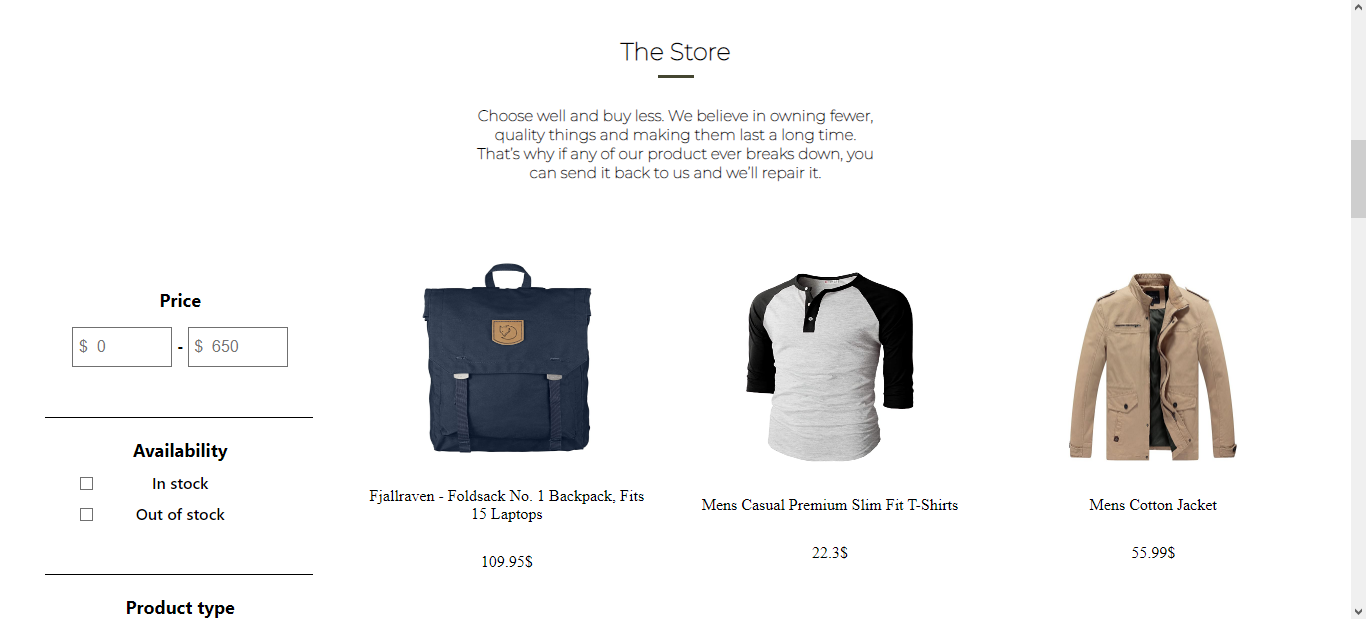 The Store
Choose well and buy less. We believe in owning fewer,
quality things and making them last a long time.
That's why if any of our product ever breaks down, you
can send it back to us and we'll repair it.
Price
$ 0 - $ 650
Availability
In stock
Out of stock
Product type
Fjallraven - Foldsack No. 1 Backpack, Fits
15 Laptops
109.95$
Mens Casual Premium Slim Fit T-Shirts
22.3$
Mens Cotton Jacket
55.99$